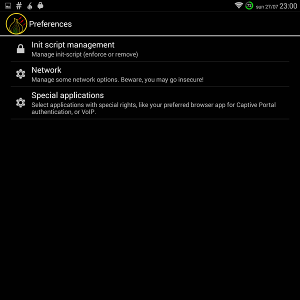 sun 27/07 23:00
Preferences
Init script management
Manage init-script (enforce or remove)
Network
Manage some network options. Beware, you may go insecure!
Special applications
Select applications with special rights, like your preferred browser app for Captive Portal
authentication, or VoIP.